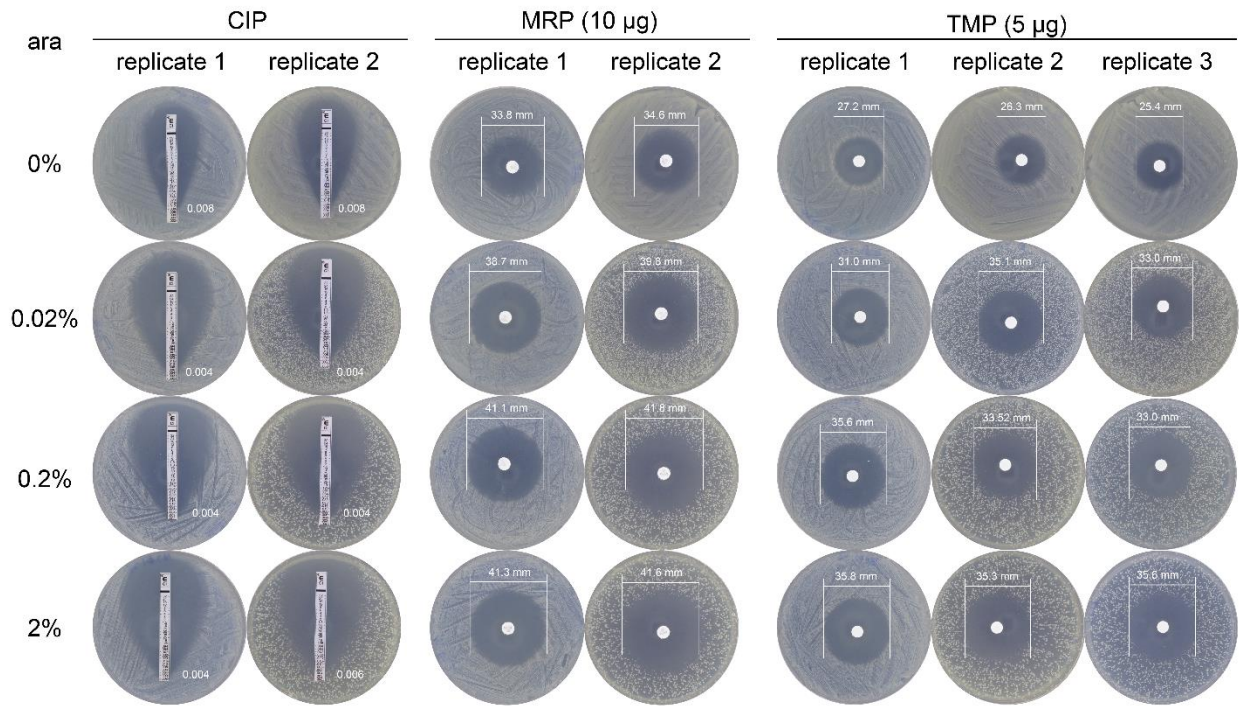 CIP MRP (10 µg) TMP (5 µg)
ara
replicate 1 replicate 2 replicate 1 replicate 2 replicate 1 replicate 2 replicate 3
0%
33.8 mm 34.6 mm 27.2 mm 26.3 mm 25.4 mm
0.008 0.008
0.02%
38.7 mm 39.8 mm 31.0 mm 35.1 mm 33.0 mm
0.004 0.004
0.2%
41.1 mm 41.8 mm 35.6 mm 33.52 mm 33.0 mm
0.004 0.004
2%
41.3 mm 41.6 mm 35.8 mm 35.3 mm 35.6 mm
0.004 0.006